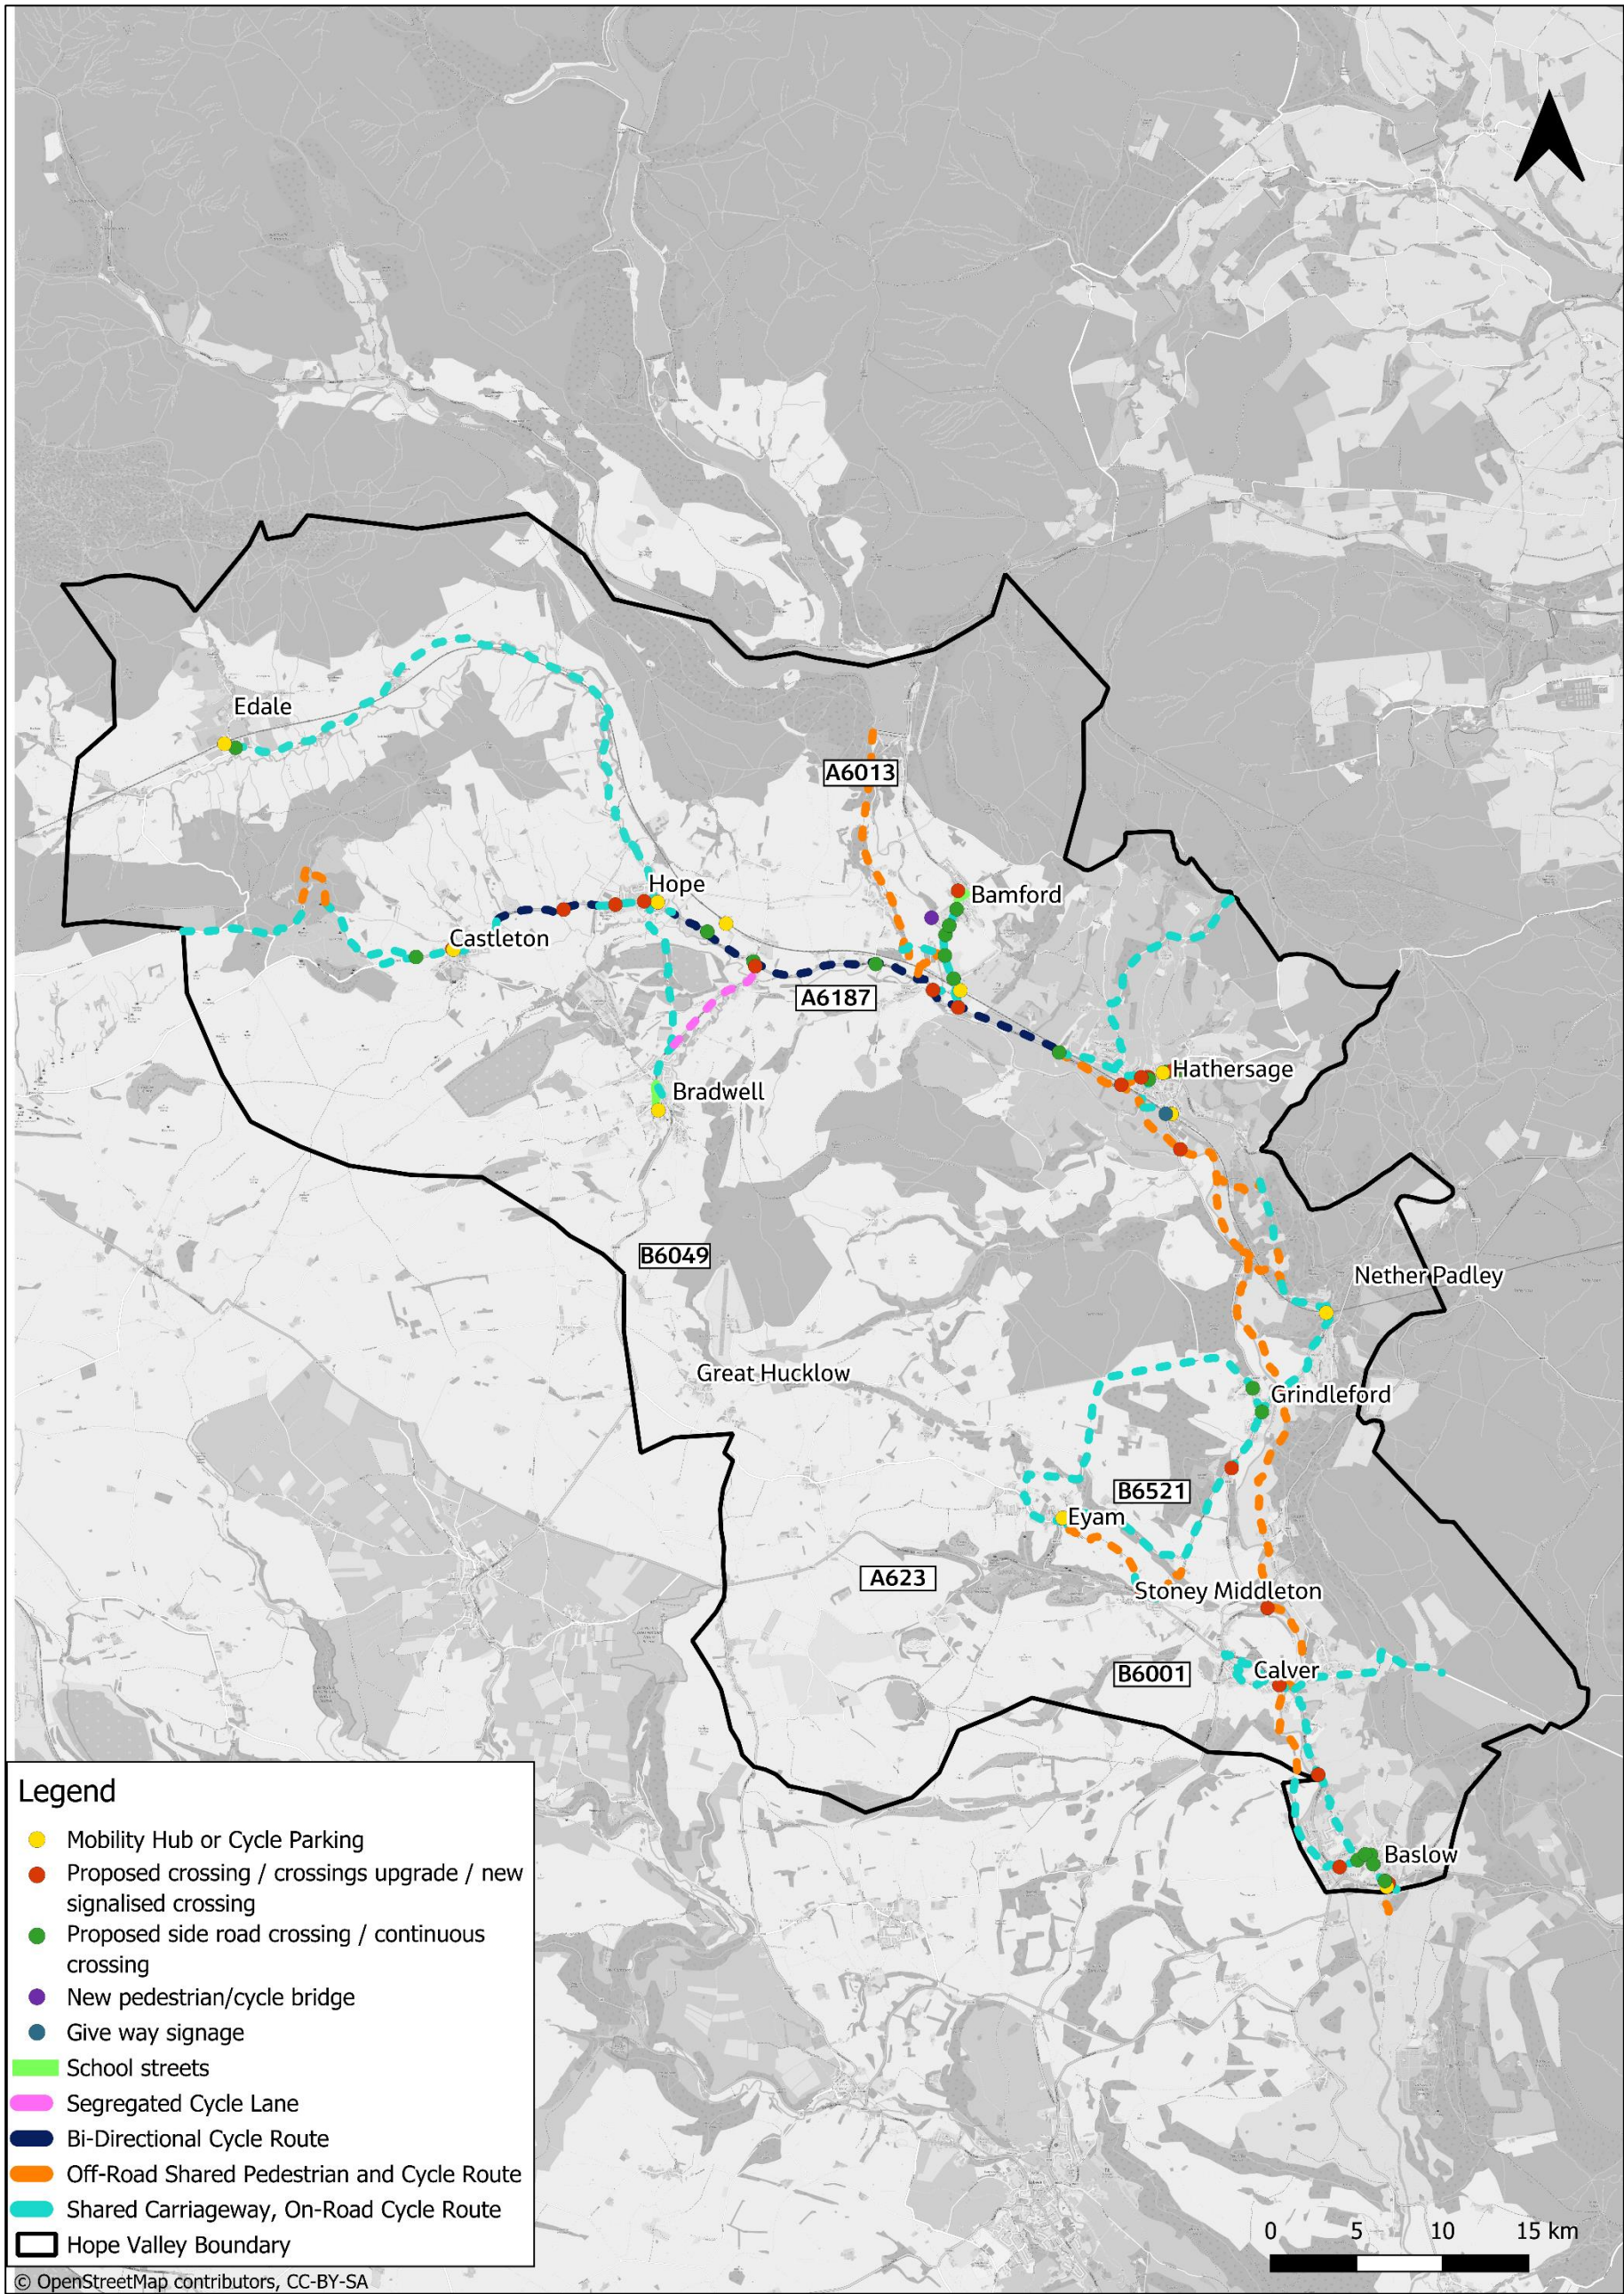 Edale
A6013
Hope
Bamford
Castleton
A6187
Hathersage
Bradwell
B6049
Nether Padley
Great Hucklow
Grindleford
B6521
Eyam
A623
Stoney Middleton
B6001
Calver
Baslow
Legend
Mobility Hub or Cycle Parking
Proposed crossing / crossings upgrade / new
signalised crossing
Proposed side road crossing / continuous
crossing
New pedestrian/cycle bridge
Give way signage
School streets
Segregated Cycle Lane
Bi-Directional Cycle Route
Off-Road Shared Pedestrian and Cycle Route
Shared Carriageway, On-Road Cycle Route
Hope Valley Boundary
0 5 10 15 km
© OpenStreetMap contributors, CC-BY-SA